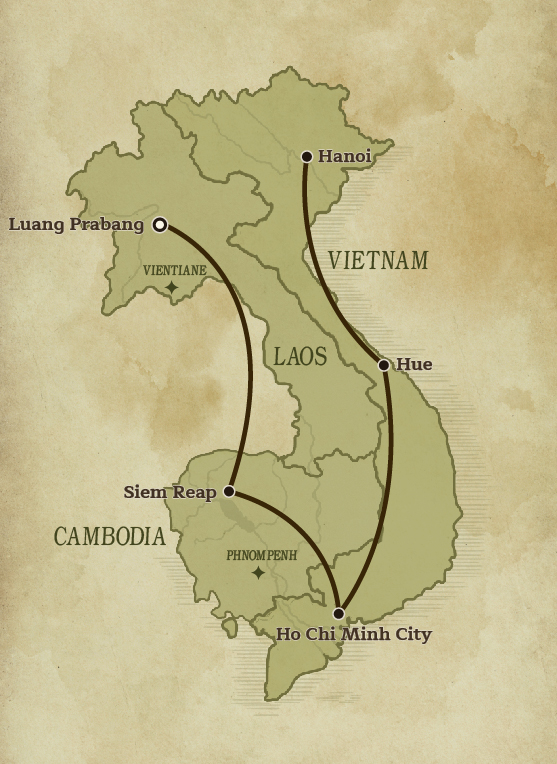 Hanoi
Luang Prabang
VIETNAM
VIENTIANE
LAOS
Hue
Siem Reap
CAMBODIA
PHNOMPENH
Ho Chi Minh City